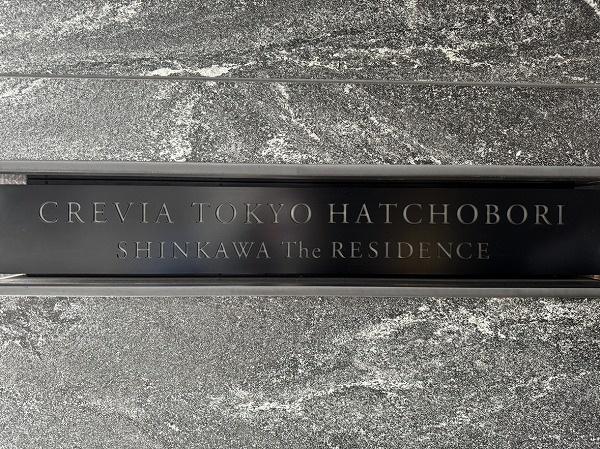 CREVIA TOKYO HATCHOBORI
SHINKAWA The RESIDENCE